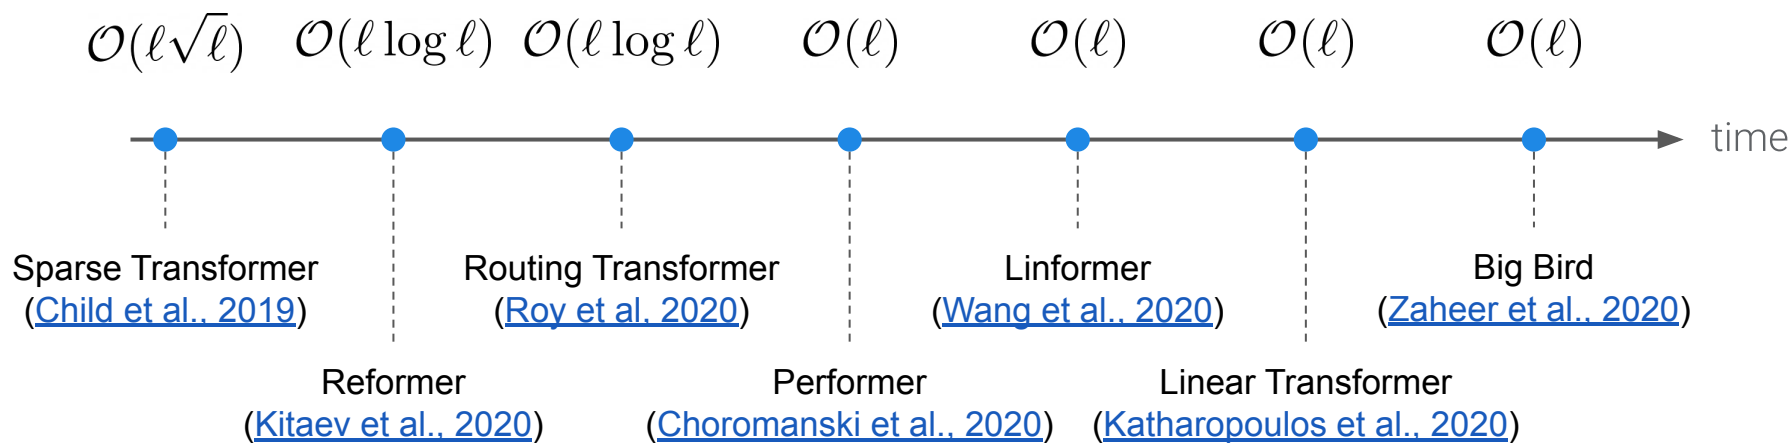 O(ℓ√ℓ) O(ℓ log ℓ) O(ℓ log ℓ) O(ℓ) O(ℓ) O(ℓ) O(ℓ)
time
Sparse Transformer
(Child et al., 2019)
Reformer
(Kitaev et al., 2020)
Routing Transformer
(Roy et al, 2020)
Performer
(Choromanski et al., 2020)
Linformer
(Wang et al., 2020)
Linear Transformer
(Katharopoulos et al., 2020)
Big Bird
(Zaheer et al., 2020)